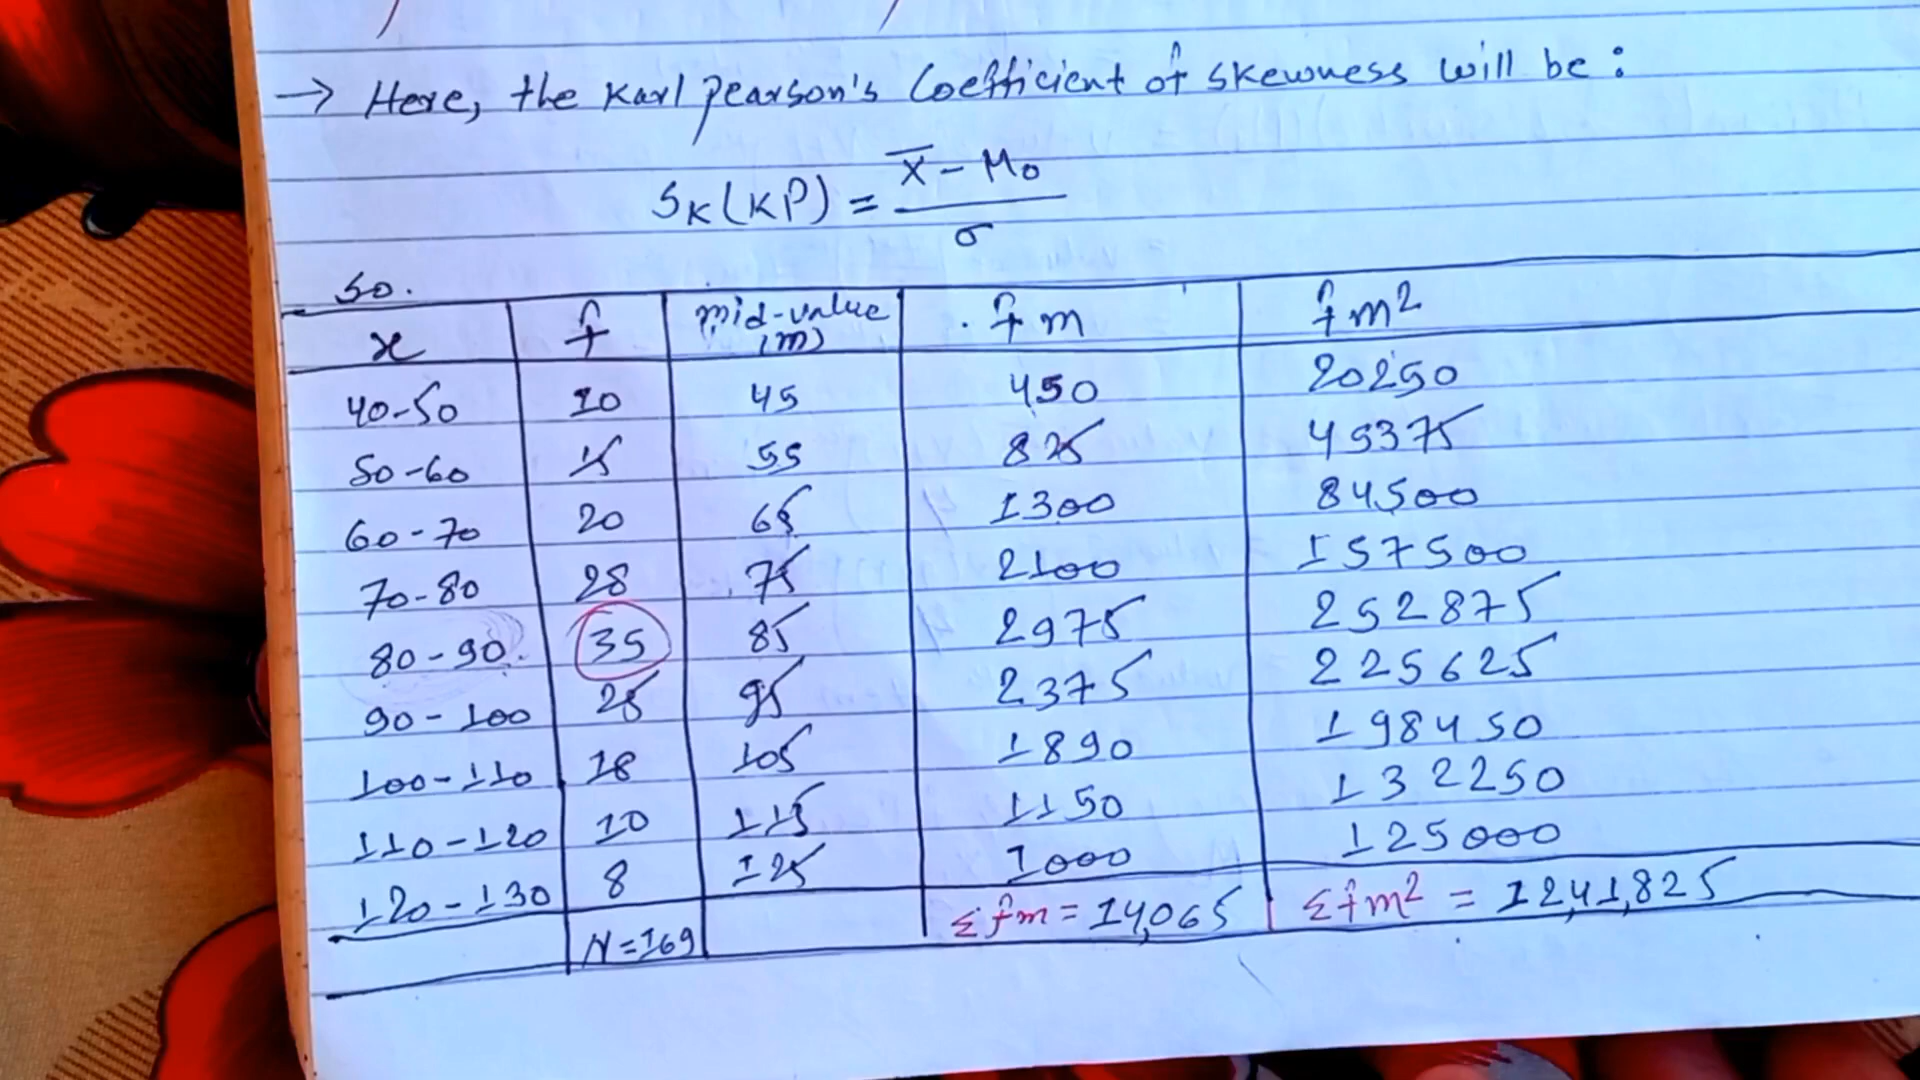 → Here, the Karl Pearson's Coefficient of Skewness will be :
SK(KP) = X̄ - Mo / σ
So.
x f mid-value (m) . fm fm²
40-50 10 45 450 20250
50-60 15 55 825 45375
60-70 20 65 1300 84500
70-80 28 75 2100 157500
80-90 35 85 2975 252875
90-100 25 95 2375 225625
100-110 18 105 1890 198450
110-120 10 115 1150 132250
120-130 8 125 1000 125000
N=169 Σfm = 14,065 Σfm² = 12,41,825